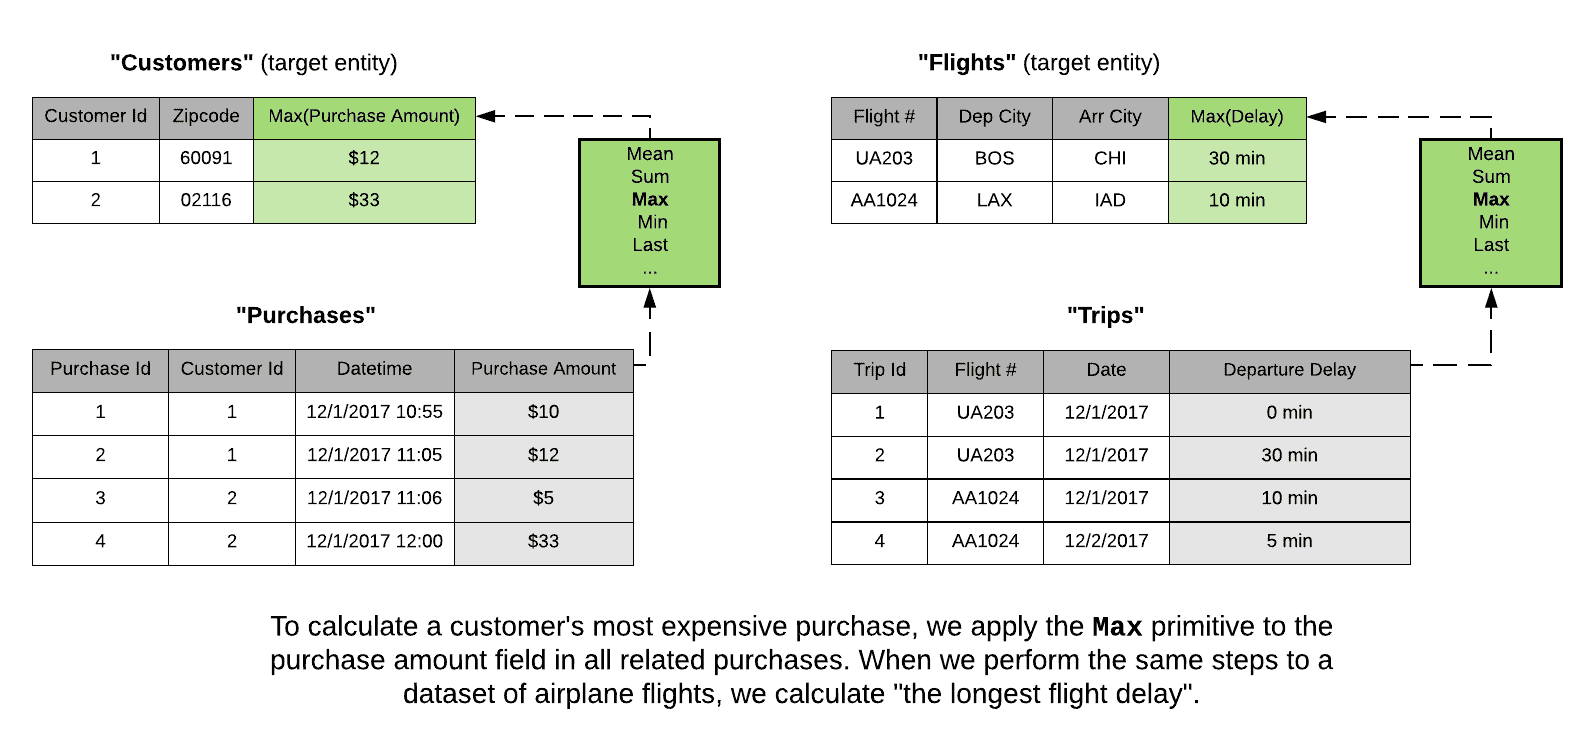 "Customers" (target entity)
Customer Id Zipcode Max(Purchase Amount)
1 60091 $12
2 02116 $33
Mean
Sum
Max
Min
Last
...
"Purchases"
Purchase Id Customer Id Datetime Purchase Amount
1 1 12/1/2017 10:55 $10
2 1 12/1/2017 11:05 $12
3 2 12/1/2017 11:06 $5
4 2 12/1/2017 12:00 $33
"Flights" (target entity)
Flight # Dep City Arr City Max(Delay)
UA203 BOS CHI 30 min
AA1024 LAX IAD 10 min
Mean
Sum
Max
Min
Last
...
"Trips"
Trip Id Flight # Date Departure Delay
1 UA203 12/1/2017 0 min
2 UA203 12/1/2017 30 min
3 AA1024 12/1/2017 10 min
4 AA1024 12/2/2017 5 min
To calculate a customer's most expensive purchase, we apply the Max primitive to the
purchase amount field in all related purchases. When we perform the same steps to a
dataset of airplane flights, we calculate "the longest flight delay".